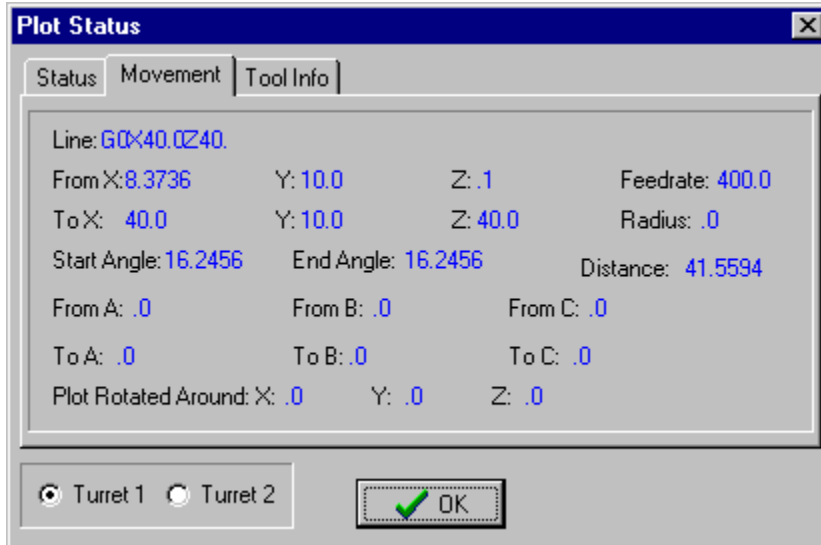 Plot Status
Status Movement Tool Info
Line: G0X40.0Z40.
From X: 8.3736 Y: 10.0 Z: .1 Feedrate: 400.0
To X: 40.0 Y: 10.0 Z: 40.0 Radius: .0
Start Angle: 16.2456 End Angle: 16.2456 Distance: 41.5594
From A: .0 From B: .0 From C: .0
To A: .0 To B: .0 To C: .0
Plot Rotated Around: X: .0 Y: .0 Z: .0
Turret 1 Turret 2 OK